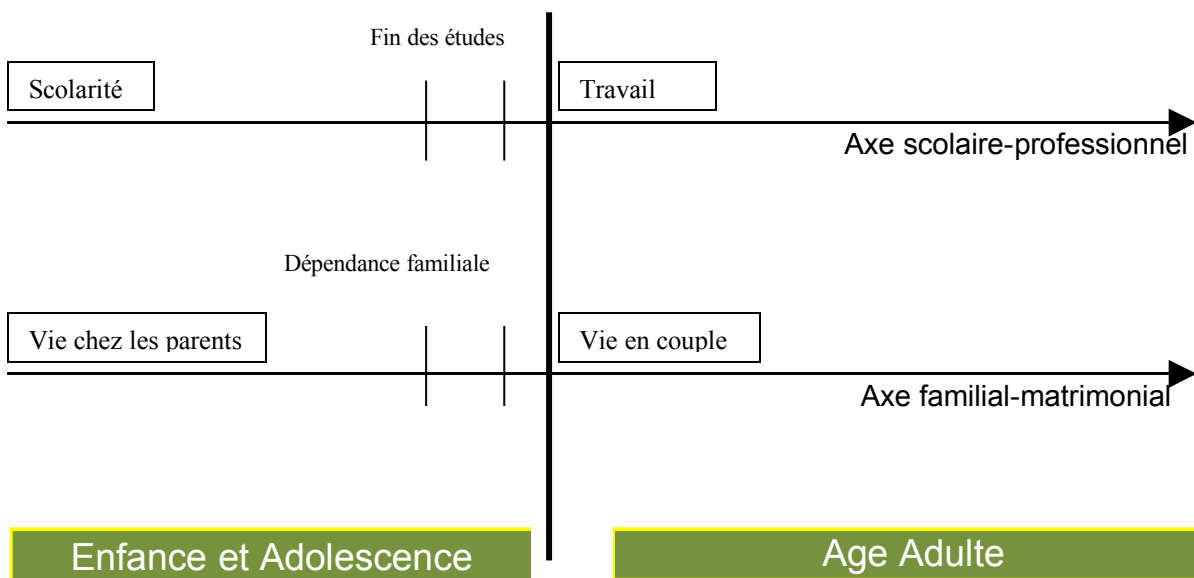 Fin des études
Scolarité
Travail
Axe scolaire-professionnel
Dépendance familiale
Vie chez les parents
Vie en couple
Axe familial-matrimonial
Enfance et Adolescence
Age Adulte